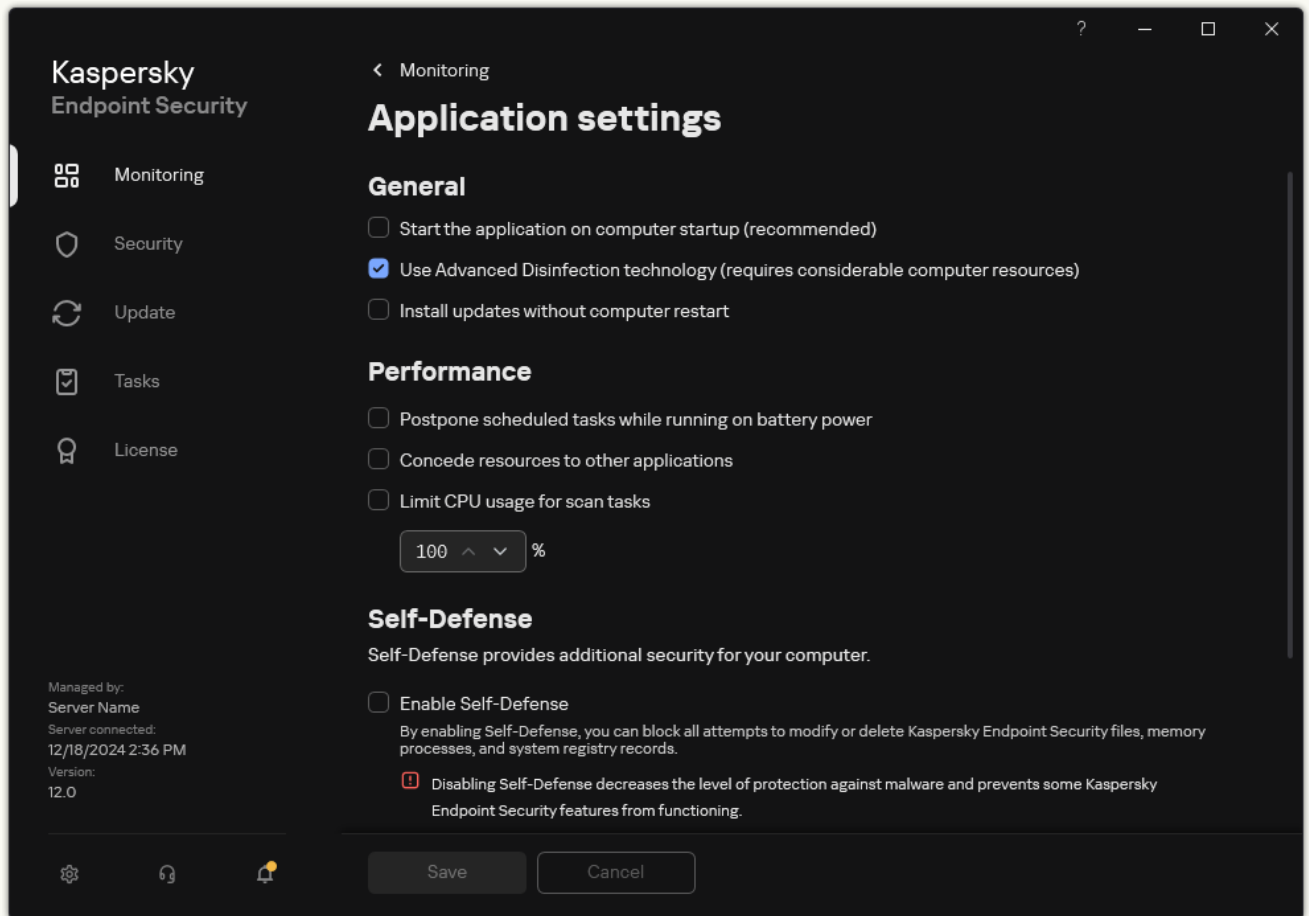 ?
Kaspersky
Endpoint Security
Monitoring
Security
Update
Tasks
License
Managed by:
Server Name
Server connected:
12/18/2024 2:36 PM
Version:
12.0
Monitoring
Application settings
General
Start the application on computer startup (recommended)
Use Advanced Disinfection technology (requires considerable computer resources)
Install updates without computer restart
Performance
Postpone scheduled tasks while running on battery power
Concede resources to other applications
Limit CPU usage for scan tasks
100 %
Self-Defense
Self-Defense provides additional security for your computer.
Enable Self-Defense
By enabling Self-Defense, you can block all attempts to modify or delete Kaspersky Endpoint Security files, memory
processes, and system registry records.
Disabling Self-Defense decreases the level of protection against malware and prevents some Kaspersky
Endpoint Security features from functioning.
Save
Cancel